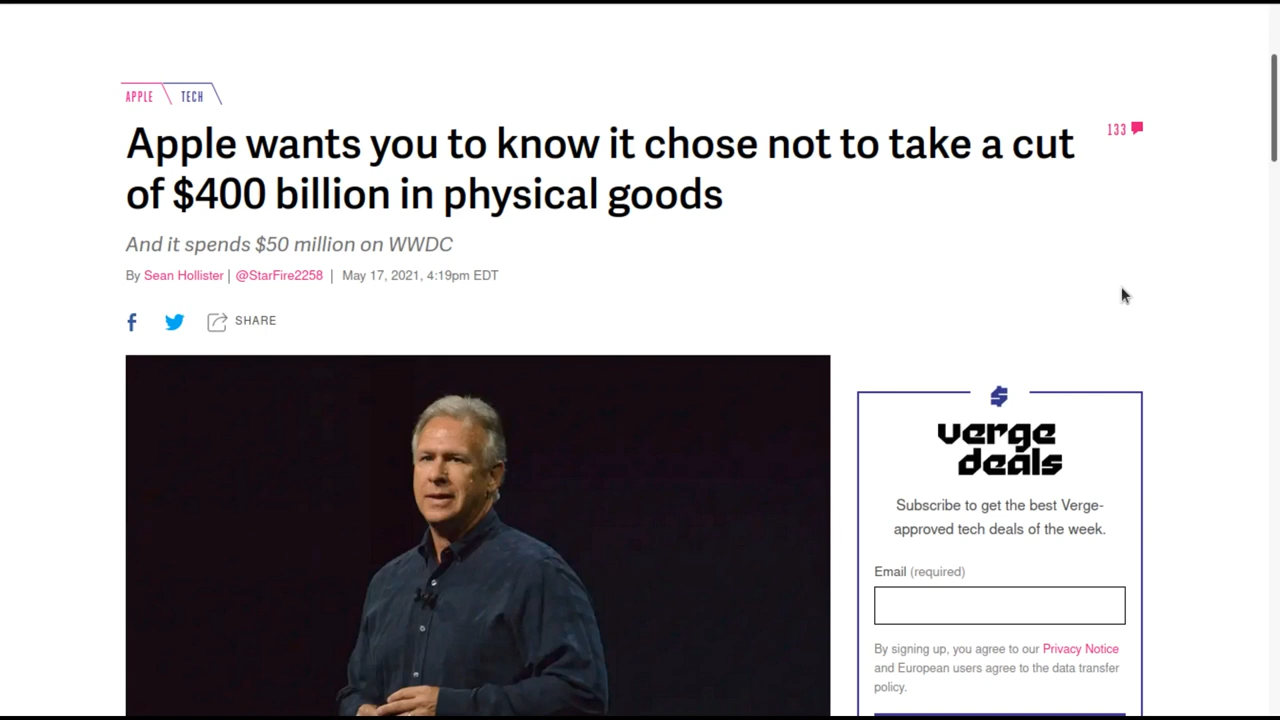 APPLE TECH
Apple wants you to know it chose not to take a cut
of $400 billion in physical goods
133
And it spends $50 million on WWDC
By Sean Hollister | @StarFire2258 | May 17, 2021, 4:19pm EDT
f SHARE
$
verge
deals
Subscribe to get the best Verge-
approved tech deals of the week.
Email (required)
By signing up, you agree to our Privacy Notice
and European users agree to the data transfer
policy.